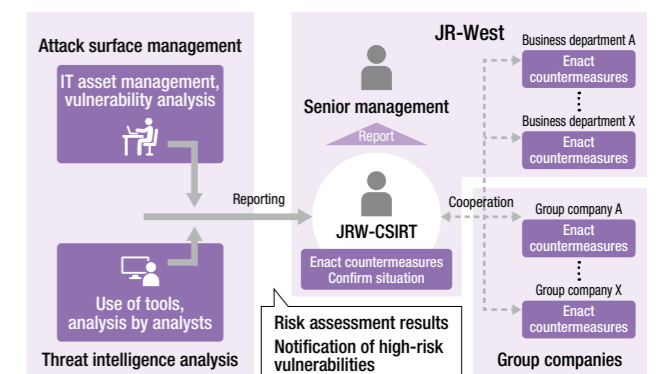 Attack surface management
IT asset management,
vulnerability analysis
Use of tools,
analysis by analysts
Threat intelligence analysis
Reporting
JR-West
Senior management
Report
JRW-CSIRT
Enact countermeasures
Confirm situation
Risk assessment results
Notification of high-risk
vulnerabilities
Cooperation
Business department A
Enact
countermeasures
Business department X
Enact
countermeasures
Group company A
Enact
countermeasures
Group company X
Enact
countermeasures
Group companies